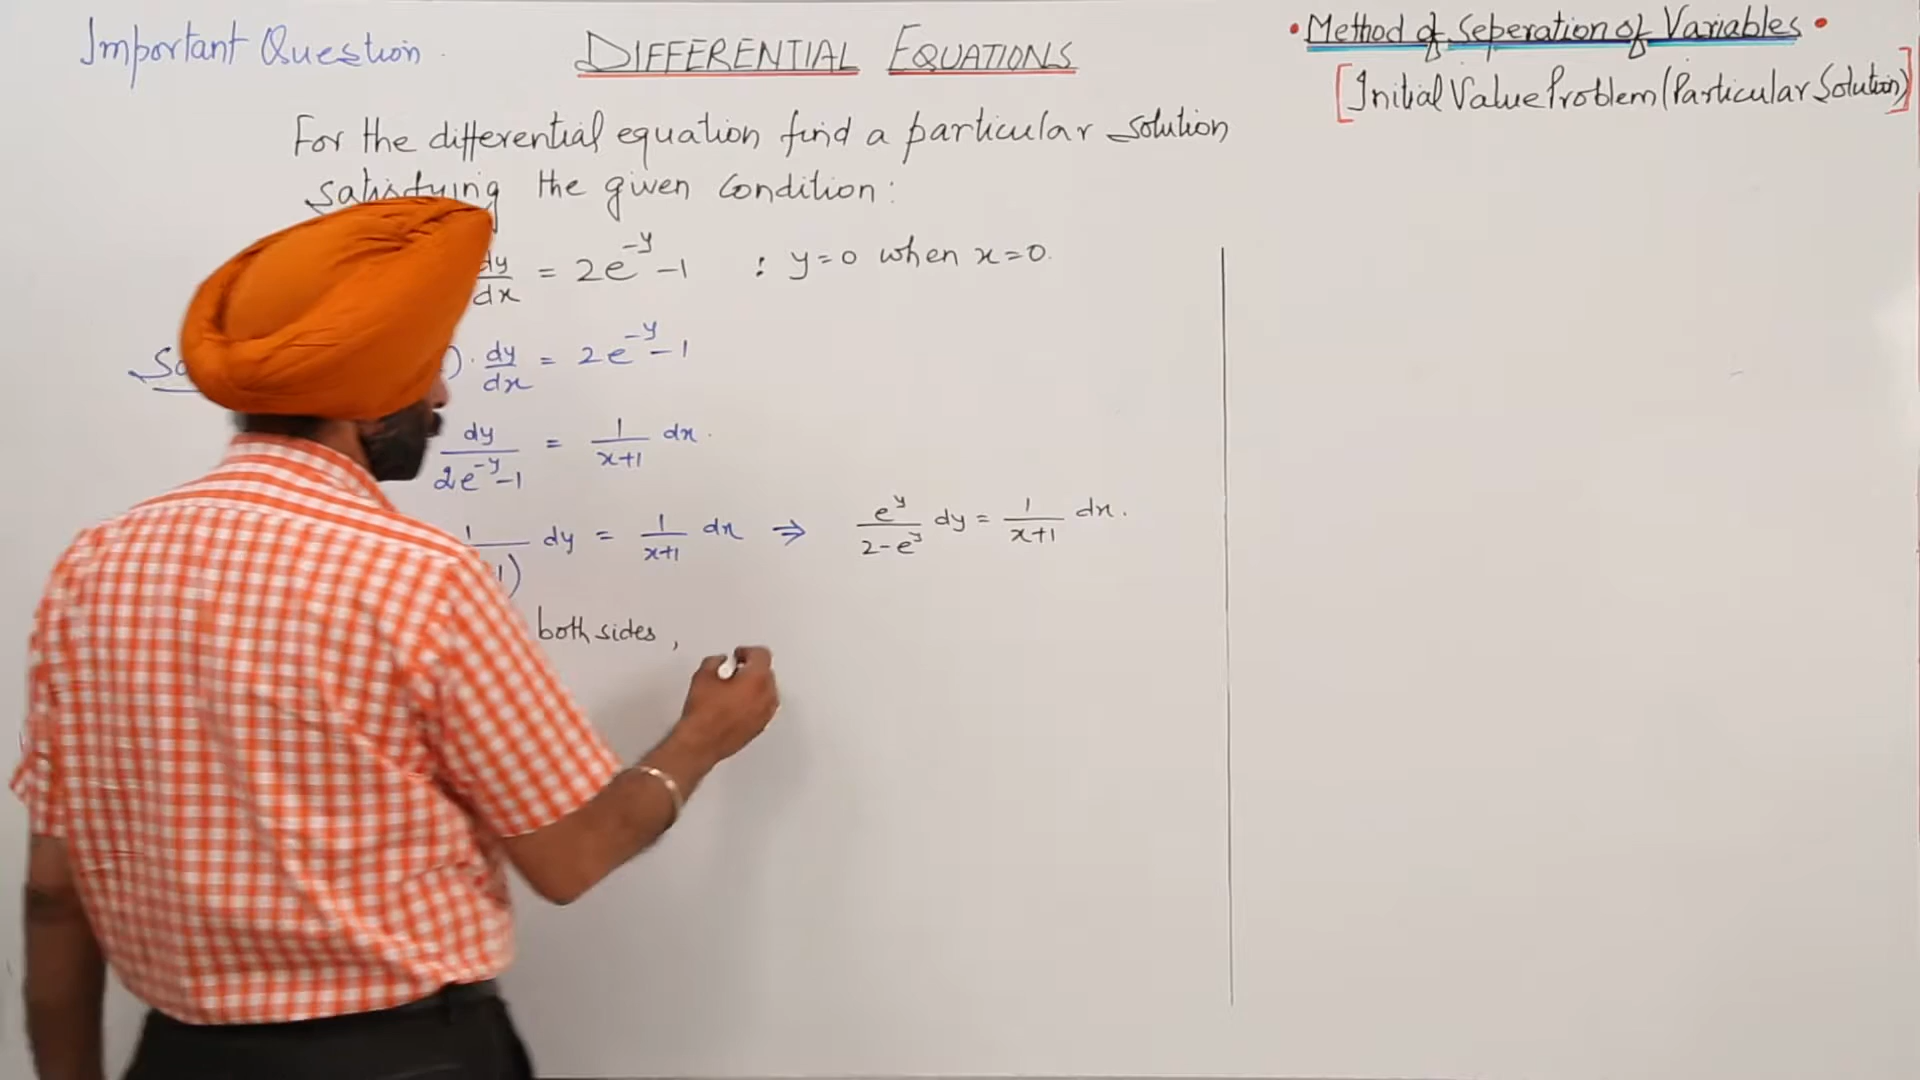 Important Question.
DIFFERENTIAL EQUATIONS
• Method of Seperation of Variables •
[Initial Value Problem (Particular Solution)]
For the differential equation find a particular solution
satisfying the given condition:
dy/dx = 2e^-y - 1 : y=0 when x=0.
) . dy/dx = 2e^-y - 1
dy/(2e^-y - 1) = 1/(x+1) dx.
1 dy = 1/(x+1) dx ⇒ e^y/(2-e^y) dy = 1/(x+1) dx.
1)
both sides,